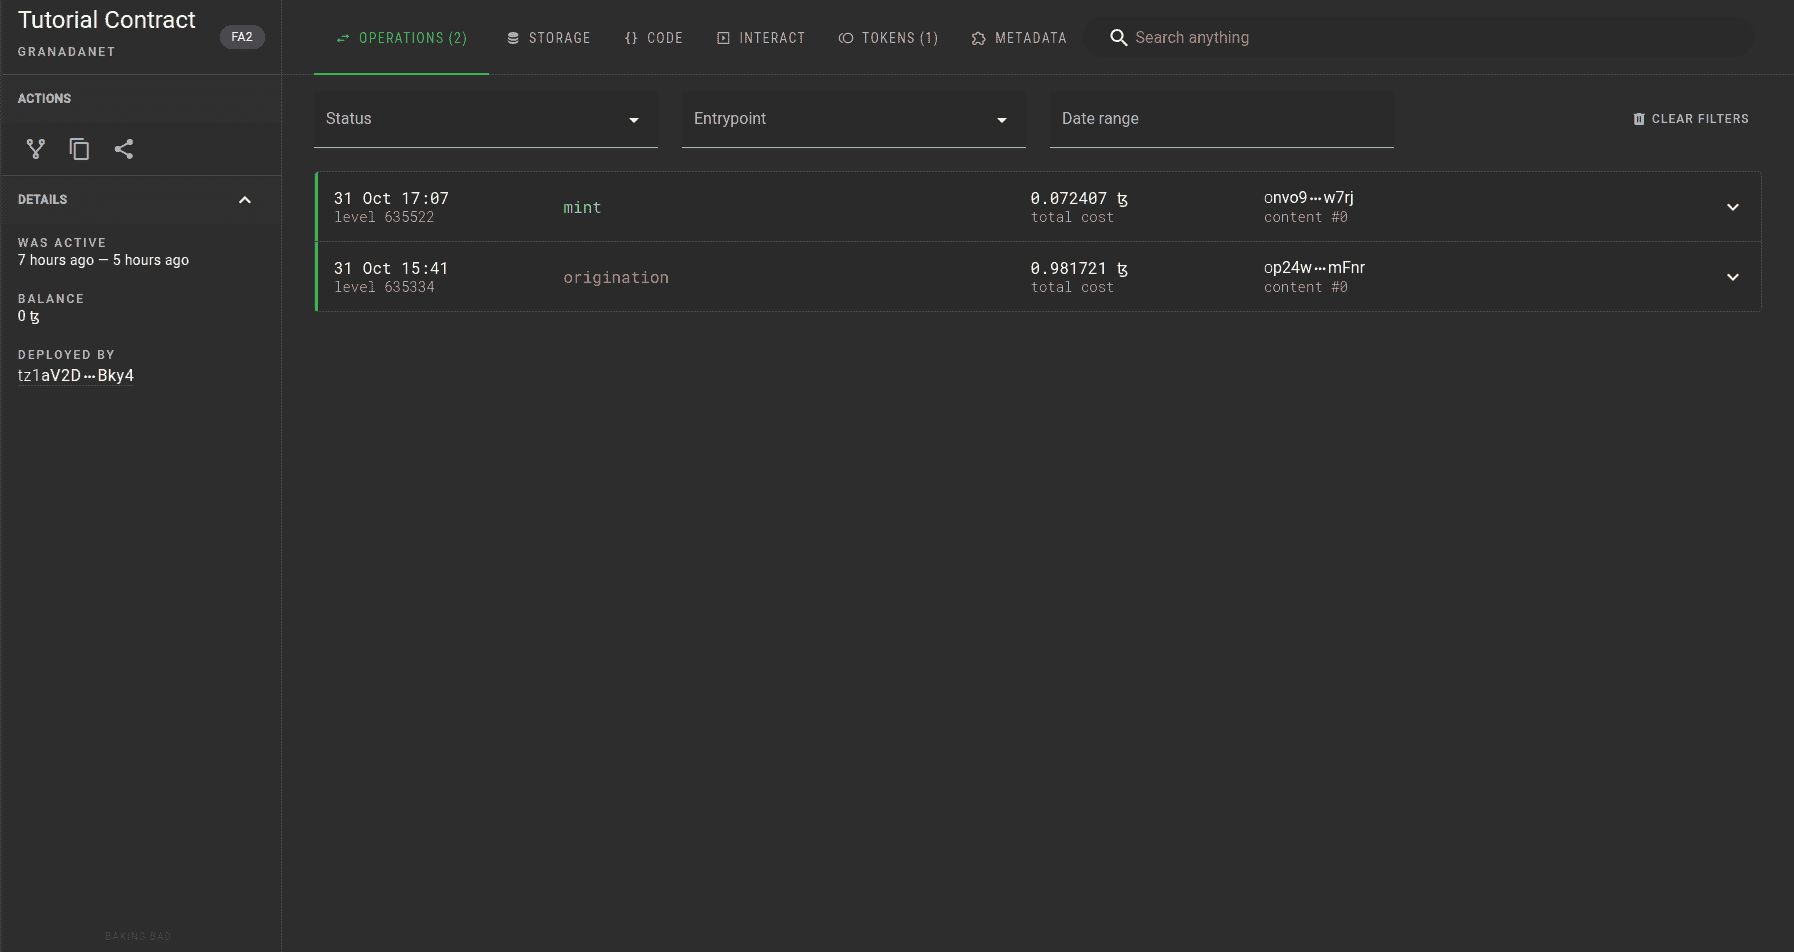 Tutorial Contract
GRANADANET
FA2
ACTIONS
DETAILS
WAS ACTIVE
7 hours ago — 5 hours ago
BALANCE
0 ꜩ
DEPLOYED BY
tz1aV2D···Bky4
BAKING BAD
OPERATIONS (2)
STORAGE
{} CODE
INTERACT
TOKENS (1)
METADATA
Search anything
Status
Entrypoint
Date range
CLEAR FILTERS
31 Oct 17:07
level 635522
mint
0.072407 ꜩ
total cost
onvo9···w7rj
content #0
31 Oct 15:41
level 635334
origination
0.981721 ꜩ
total cost
op24w···mFnr
content #0